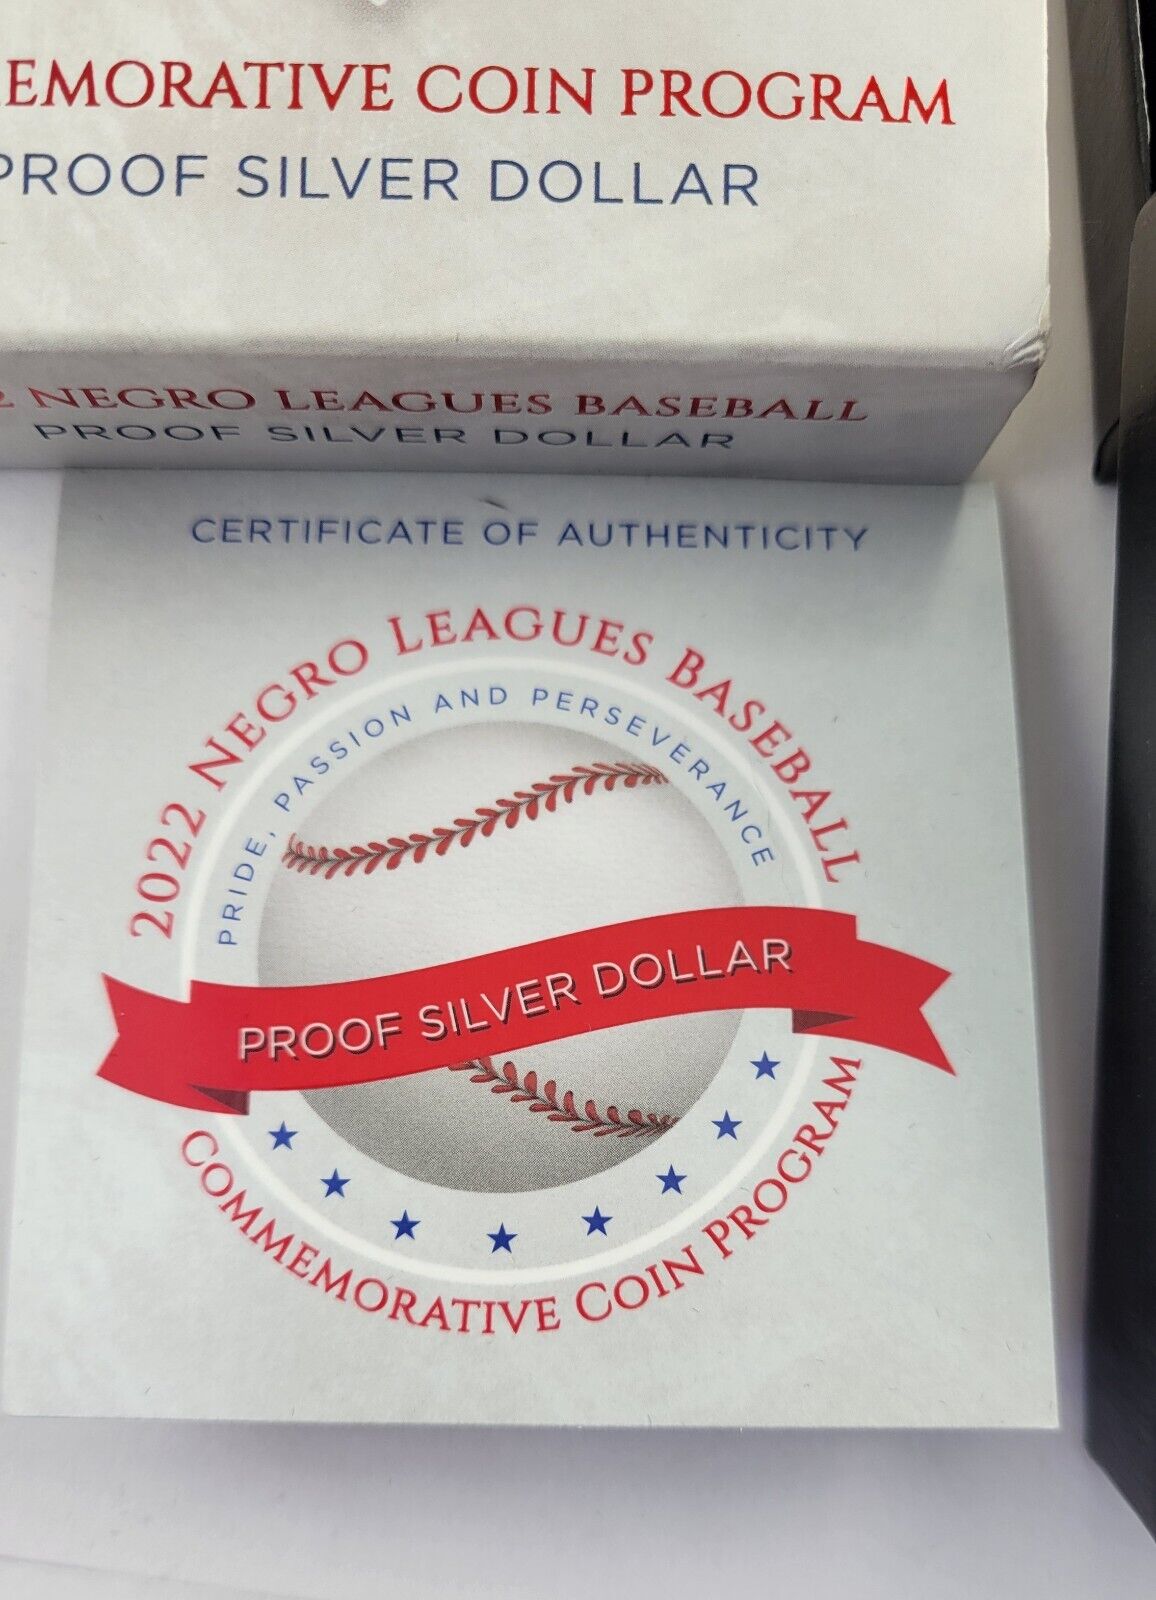 EMORATIVE COIN PROGRAM
PROOF SILVER DOLLAR
2 NEGRO LEAGUES BASEBALL
PROOF SILVER DOLLAR
CERTIFICATE OF AUTHENTICITY
2022 NEGRO LEAGUES BASEBALL
PRIDE, PASSION AND PERSEVERANCE
PROOF SILVER DOLLAR
COMMEMORATIVE COIN PROGRAM